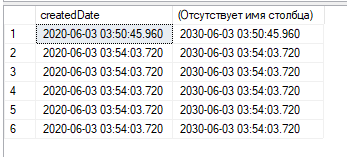 createdDate (Отсутствует имя столбца)
1 2020-06-03 03:50:45.960 2030-06-03 03:50:45.960
2 2020-06-03 03:54:03.720 2030-06-03 03:54:03.720
3 2020-06-03 03:54:03.720 2030-06-03 03:54:03.720
4 2020-06-03 03:54:03.720 2030-06-03 03:54:03.720
5 2020-06-03 03:54:03.720 2030-06-03 03:54:03.720
6 2020-06-03 03:54:03.720 2030-06-03 03:54:03.720